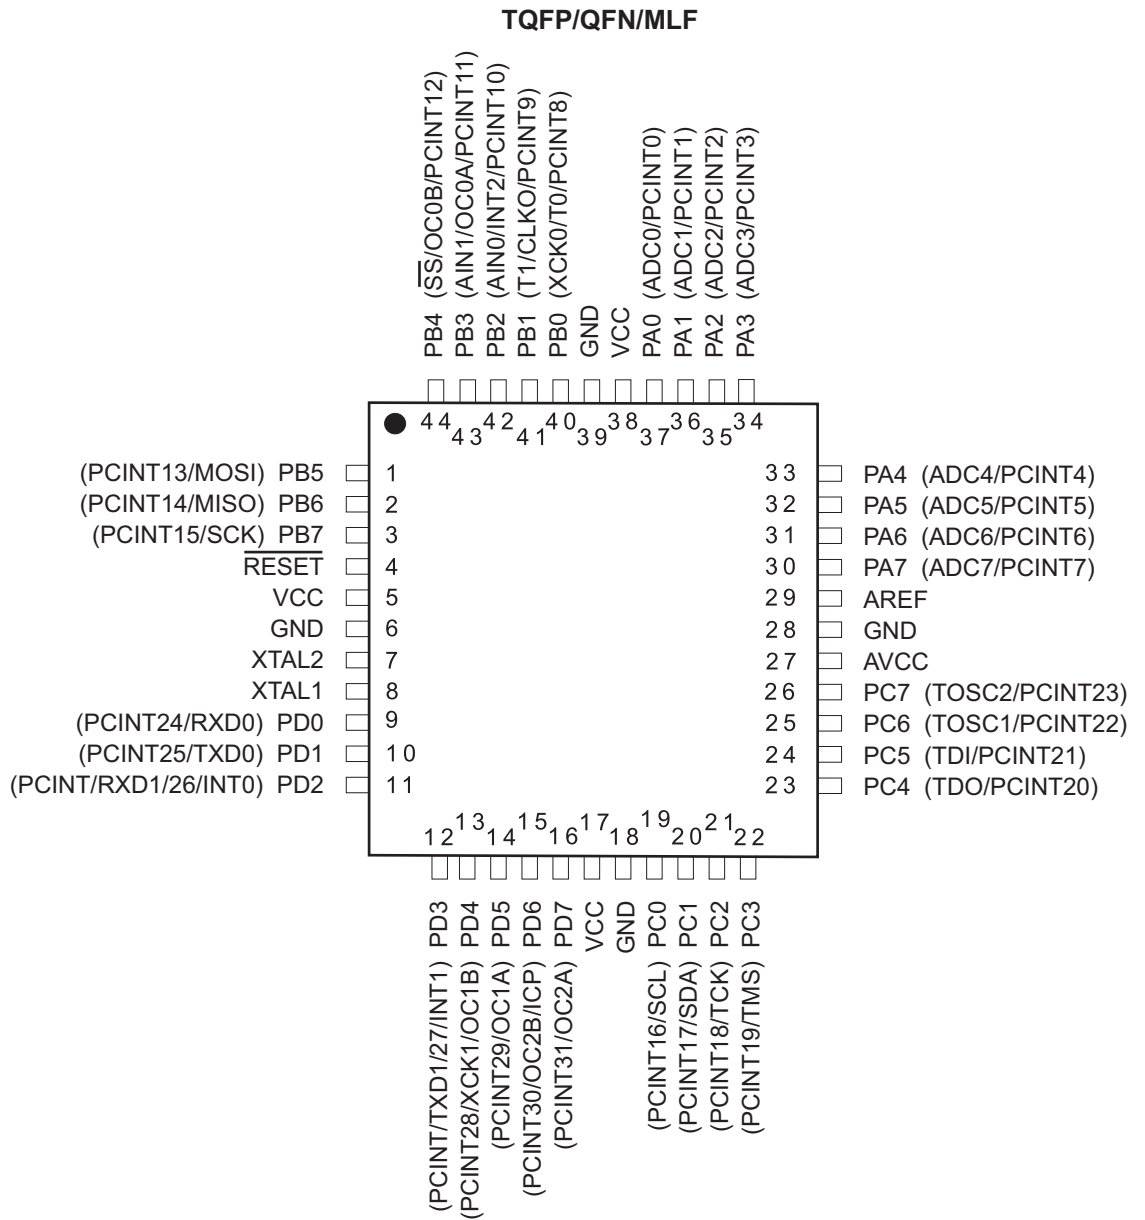 TQFP/QFN/MLF
PB4 (SS/OC0B/PCINT12)
PB3 (AIN1/OC0A/PCINT11)
PB2 (AIN0/INT2/PCINT10)
PB1 (T1/CLKO/PCINT9)
PB0 (XCK0/T0/PCINT8)
GND
VCC
PA0 (ADC0/PCINT0)
PA1 (ADC1/PCINT1)
PA2 (ADC2/PCINT2)
PA3 (ADC3/PCINT3)
44
43
42
41
40
39
38
37
36
35
34
(PCINT13/MOSI) PB5 1
(PCINT14/MISO) PB6 2
(PCINT15/SCK) PB7 3
RESET 4
VCC 5
GND 6
XTAL2 7
XTAL1 8
(PCINT24/RXD0) PD0 9
(PCINT25/TXD0) PD1 10
(PCINT/RXD1/26/INT0) PD2 11
33 PA4 (ADC4/PCINT4)
32 PA5 (ADC5/PCINT5)
31 PA6 (ADC6/PCINT6)
30 PA7 (ADC7/PCINT7)
29 AREF
28 GND
27 AVCC
26 PC7 (TOSC2/PCINT23)
25 PC6 (TOSC1/PCINT22)
24 PC5 (TDI/PCINT21)
23 PC4 (TDO/PCINT20)
12
13
14
15
16
17
18
19
20
21
22
(PCINT/TXD1/27/INT1) PD3
(PCINT28/XCK1/OC1B) PD4
(PCINT29/OC1A) PD5
(PCINT30/OC2B/ICP) PD6
(PCINT31/OC2A) PD7
VCC
GND
(PCINT16/SCL) PC0
(PCINT17/SDA) PC1
(PCINT18/TCK) PC2
(PCINT19/TMS) PC3